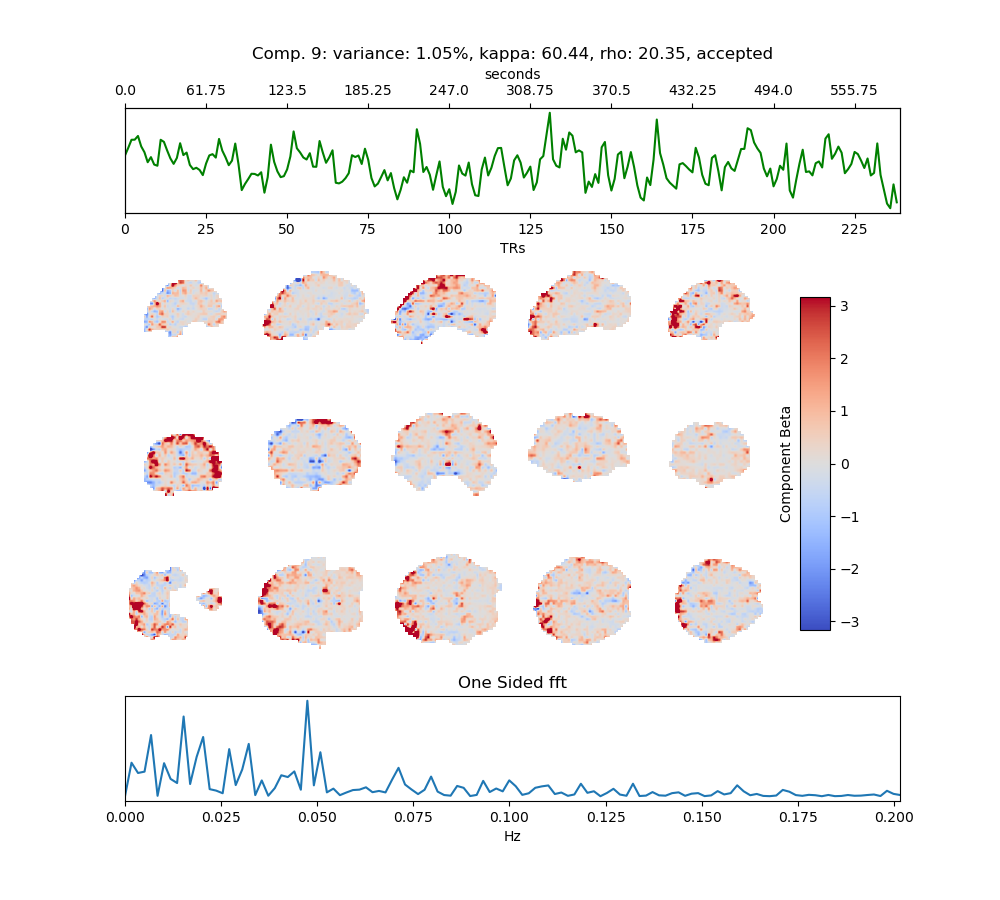 Comp. 9: variance: 1.05%, kappa: 60.44, rho: 20.35, accepted
seconds
0.0 61.75 123.5 185.25 247.0 308.75 370.5 432.25 494.0 555.75
0 25 50 75 100 125 150 175 200 225
TRs
3
2
1
0
−1
−2
−3
Component Beta
One Sided fft
0.000 0.025 0.050 0.075 0.100 0.125 0.150 0.175 0.200
Hz